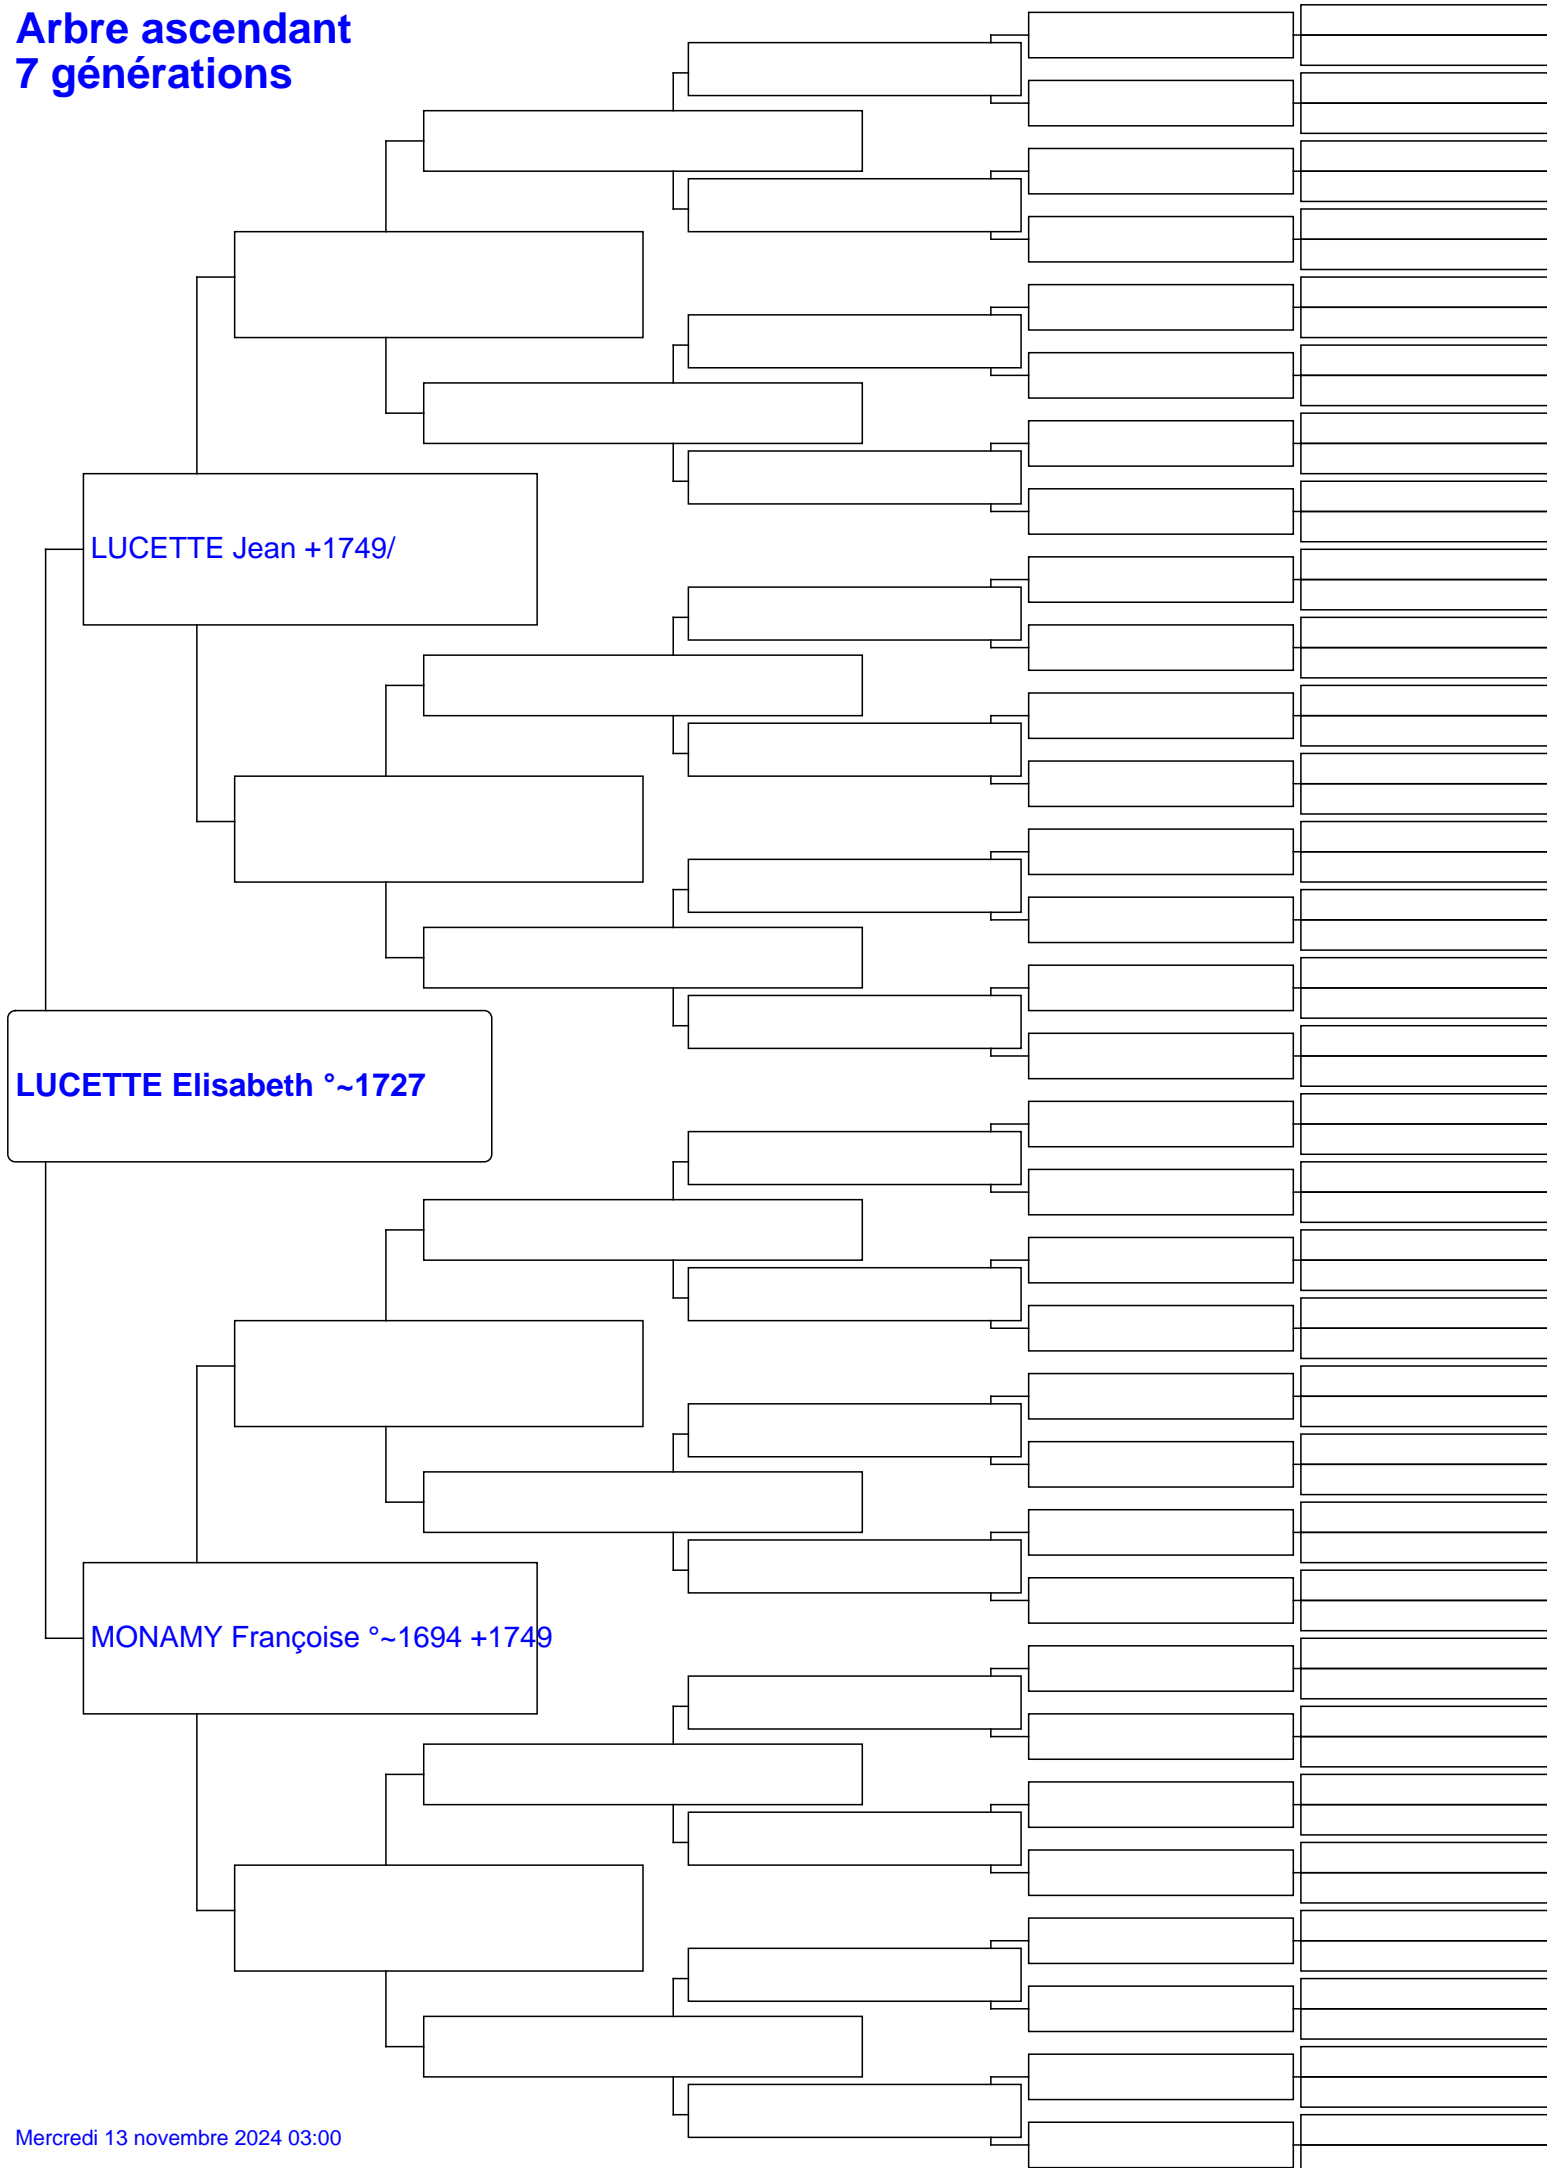 Arbre ascendant
7 générations
LUCETTE Jean +1749/
LUCETTE Elisabeth °~1727
MONAMY Françoise °~1694 +1749
Mercredi 13 novembre 2024 03:00